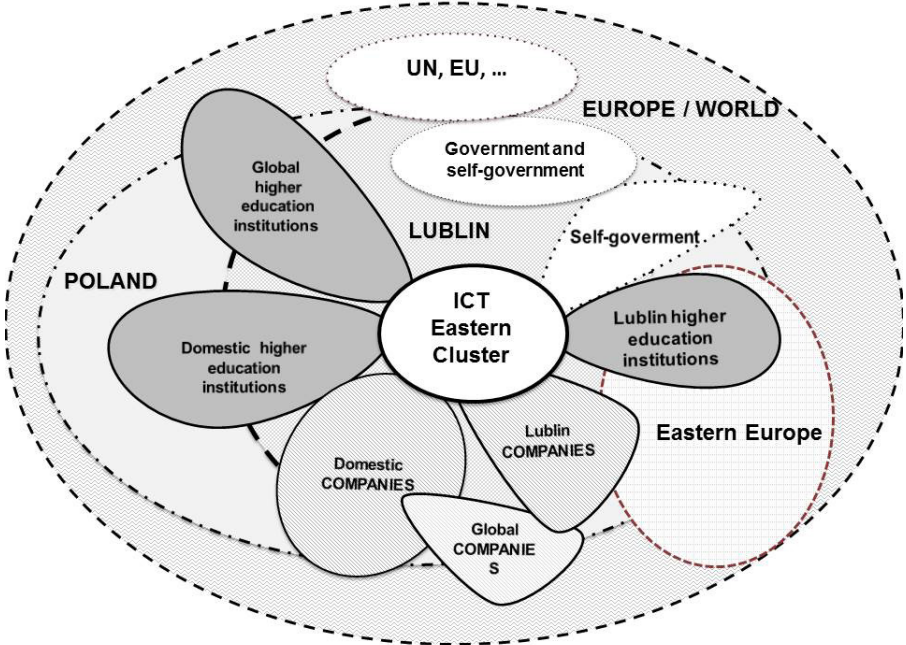 UN, EU, ...
EUROPE / WORLD
Government and
self-government
Global
higher
education
institutions
LUBLIN
Self-goverment
POLAND
ICT
Eastern
Cluster
Lublin higher
education
institutions
Domestic higher
education
institutions
Eastern Europe
Lublin
COMPANIES
Domestic
COMPANIES
Global
COMPANIE
S